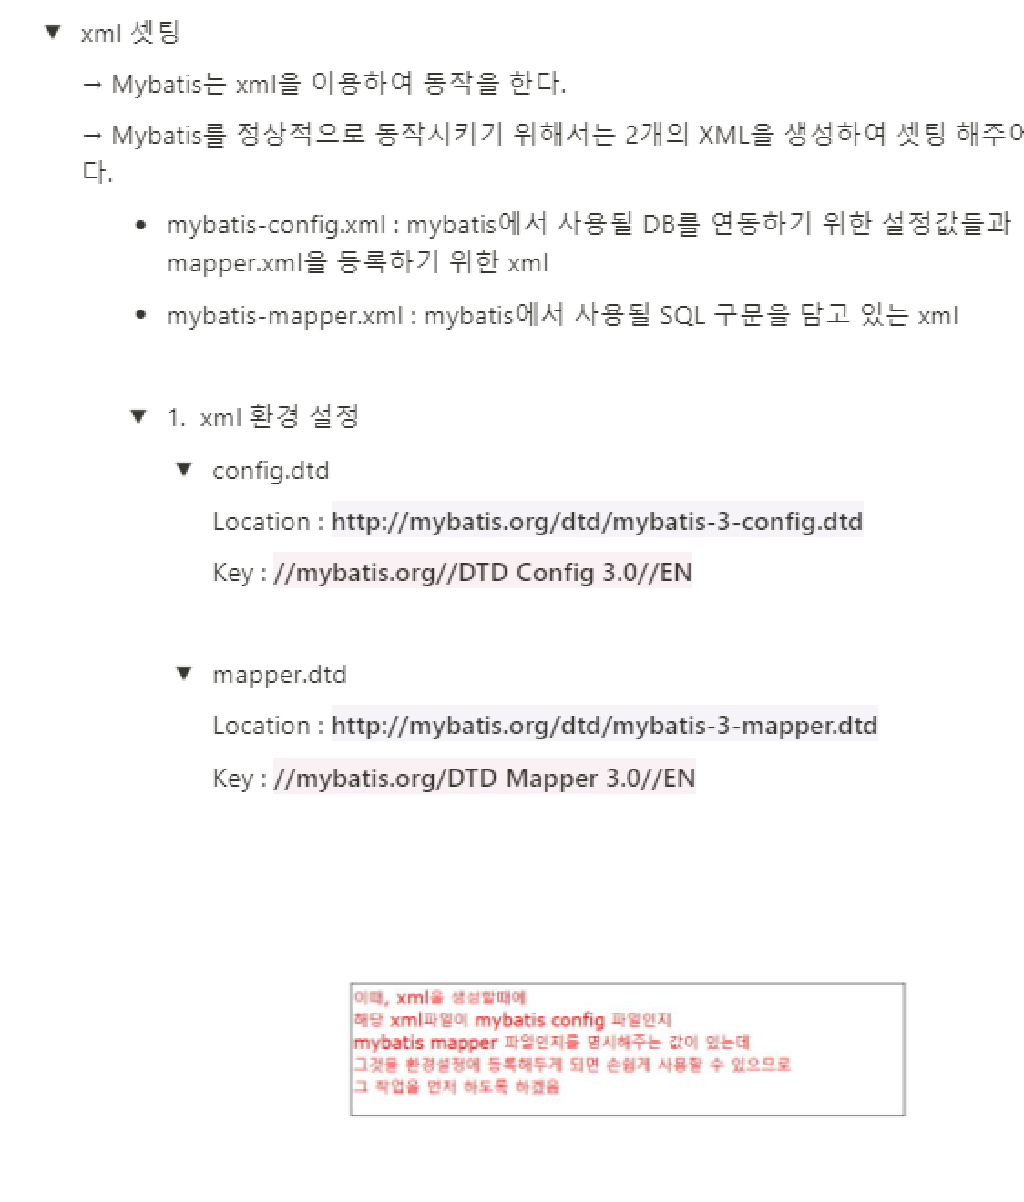 ▼ xml 셋팅
→ Mybatis는 xml을 이용하여 동작을 한다.
→ Mybatis를 정상적으로 동작시키기 위해서는 2개의 XML을 생성하여 셋팅 해주어
다.
• mybatis-config.xml : mybatis에서 사용될 DB를 연동하기 위한 설정값들과
mapper.xml을 등록하기 위한 xml
• mybatis-mapper.xml : mybatis에서 사용될 SQL 구문을 담고 있는 xml
▼ 1. xml 환경 설정
▼ config.dtd
Location : http://mybatis.org/dtd/mybatis-3-config.dtd
Key : //mybatis.org//DTD Config 3.0//EN
▼ mapper.dtd
Location : http://mybatis.org/dtd/mybatis-3-mapper.dtd
Key : //mybatis.org/DTD Mapper 3.0//EN
이때, xml을 생성할때에
해당 xml파일이 mybatis config 파일인지
mybatis mapper 파일인지를 명시해주는 값이 있는데
그것을 환경설정에 등록해두게 되면 손쉽게 사용할 수 있으므로
그 작업을 먼저 하도록 하겠음